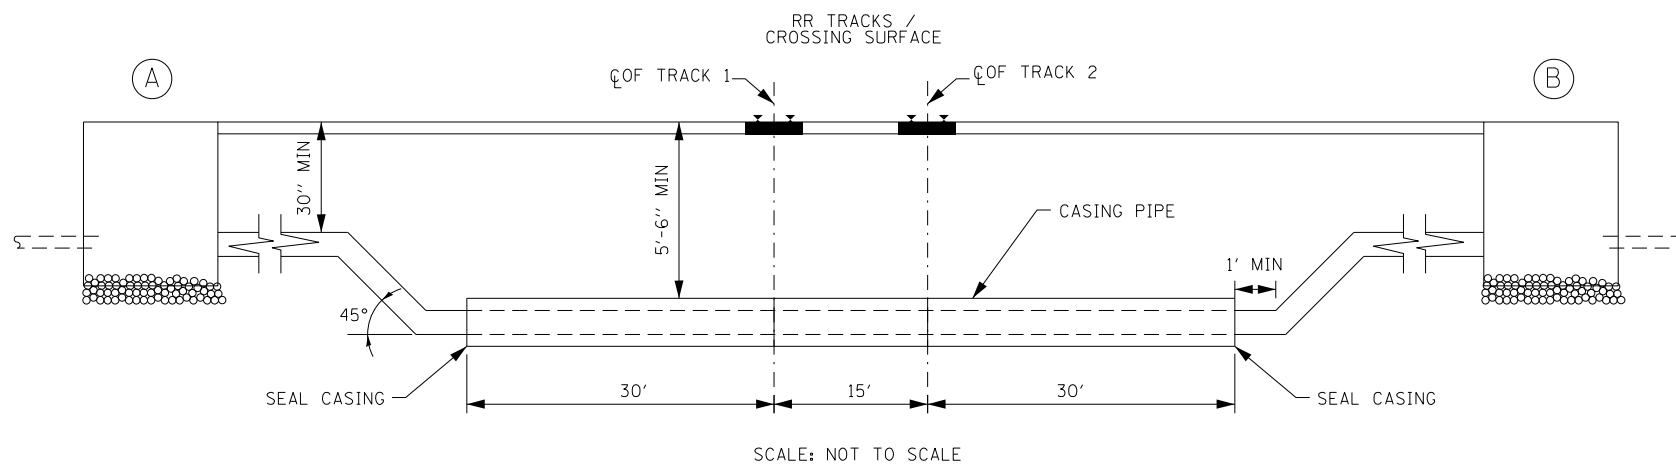 RR TRACKS /
CROSSING SURFACE
℄ OF TRACK 1
℄ OF TRACK 2
A
B
30" MIN
5'-6" MIN
CASING PIPE
1' MIN
45°
SEAL CASING
30'
15'
30'
SEAL CASING
SCALE: NOT TO SCALE